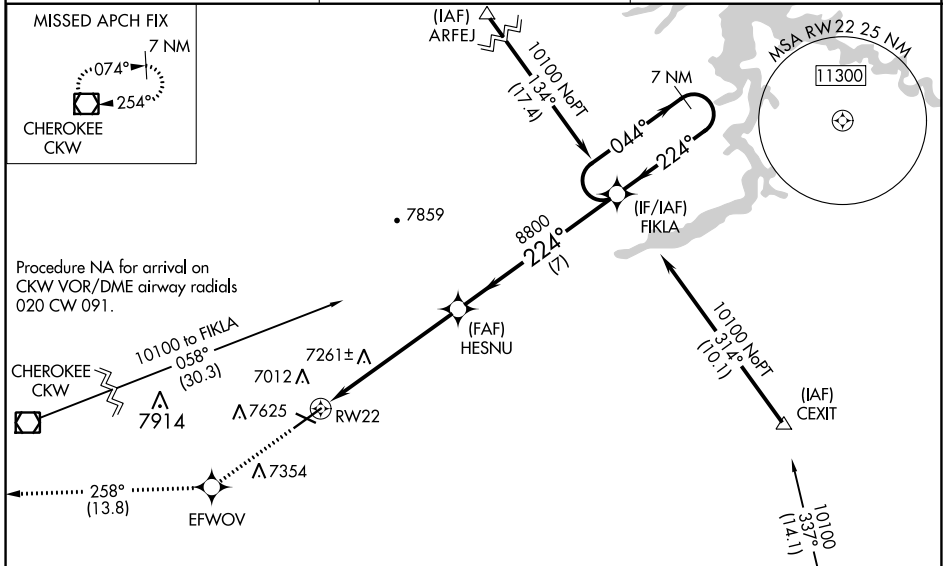 MISSED APCH FIX
7 NM
074°
254°
CHEROKEE
CKW
(IAF)
ARFEJ
10100 NoPT
134°
(17.4)
7 NM
044°
224°
MSA RW22 25 NM
11300
(IF/IAF)
FIKLA
7859
8800
224°
(7)
Procedure NA for arrival on
CKW VOR/DME airway radials
020 CW 091.
(FAF)
HESNU
10100 NoPT
314°
(10.1)
10100 to FIKLA
058°
(30.3)
CHEROKEE
CKW
7914
7261±
7012
7625
RW22
(IAF)
CEXIT
7354
258°
(13.8)
EFWOV
10100
337°
(14.1)